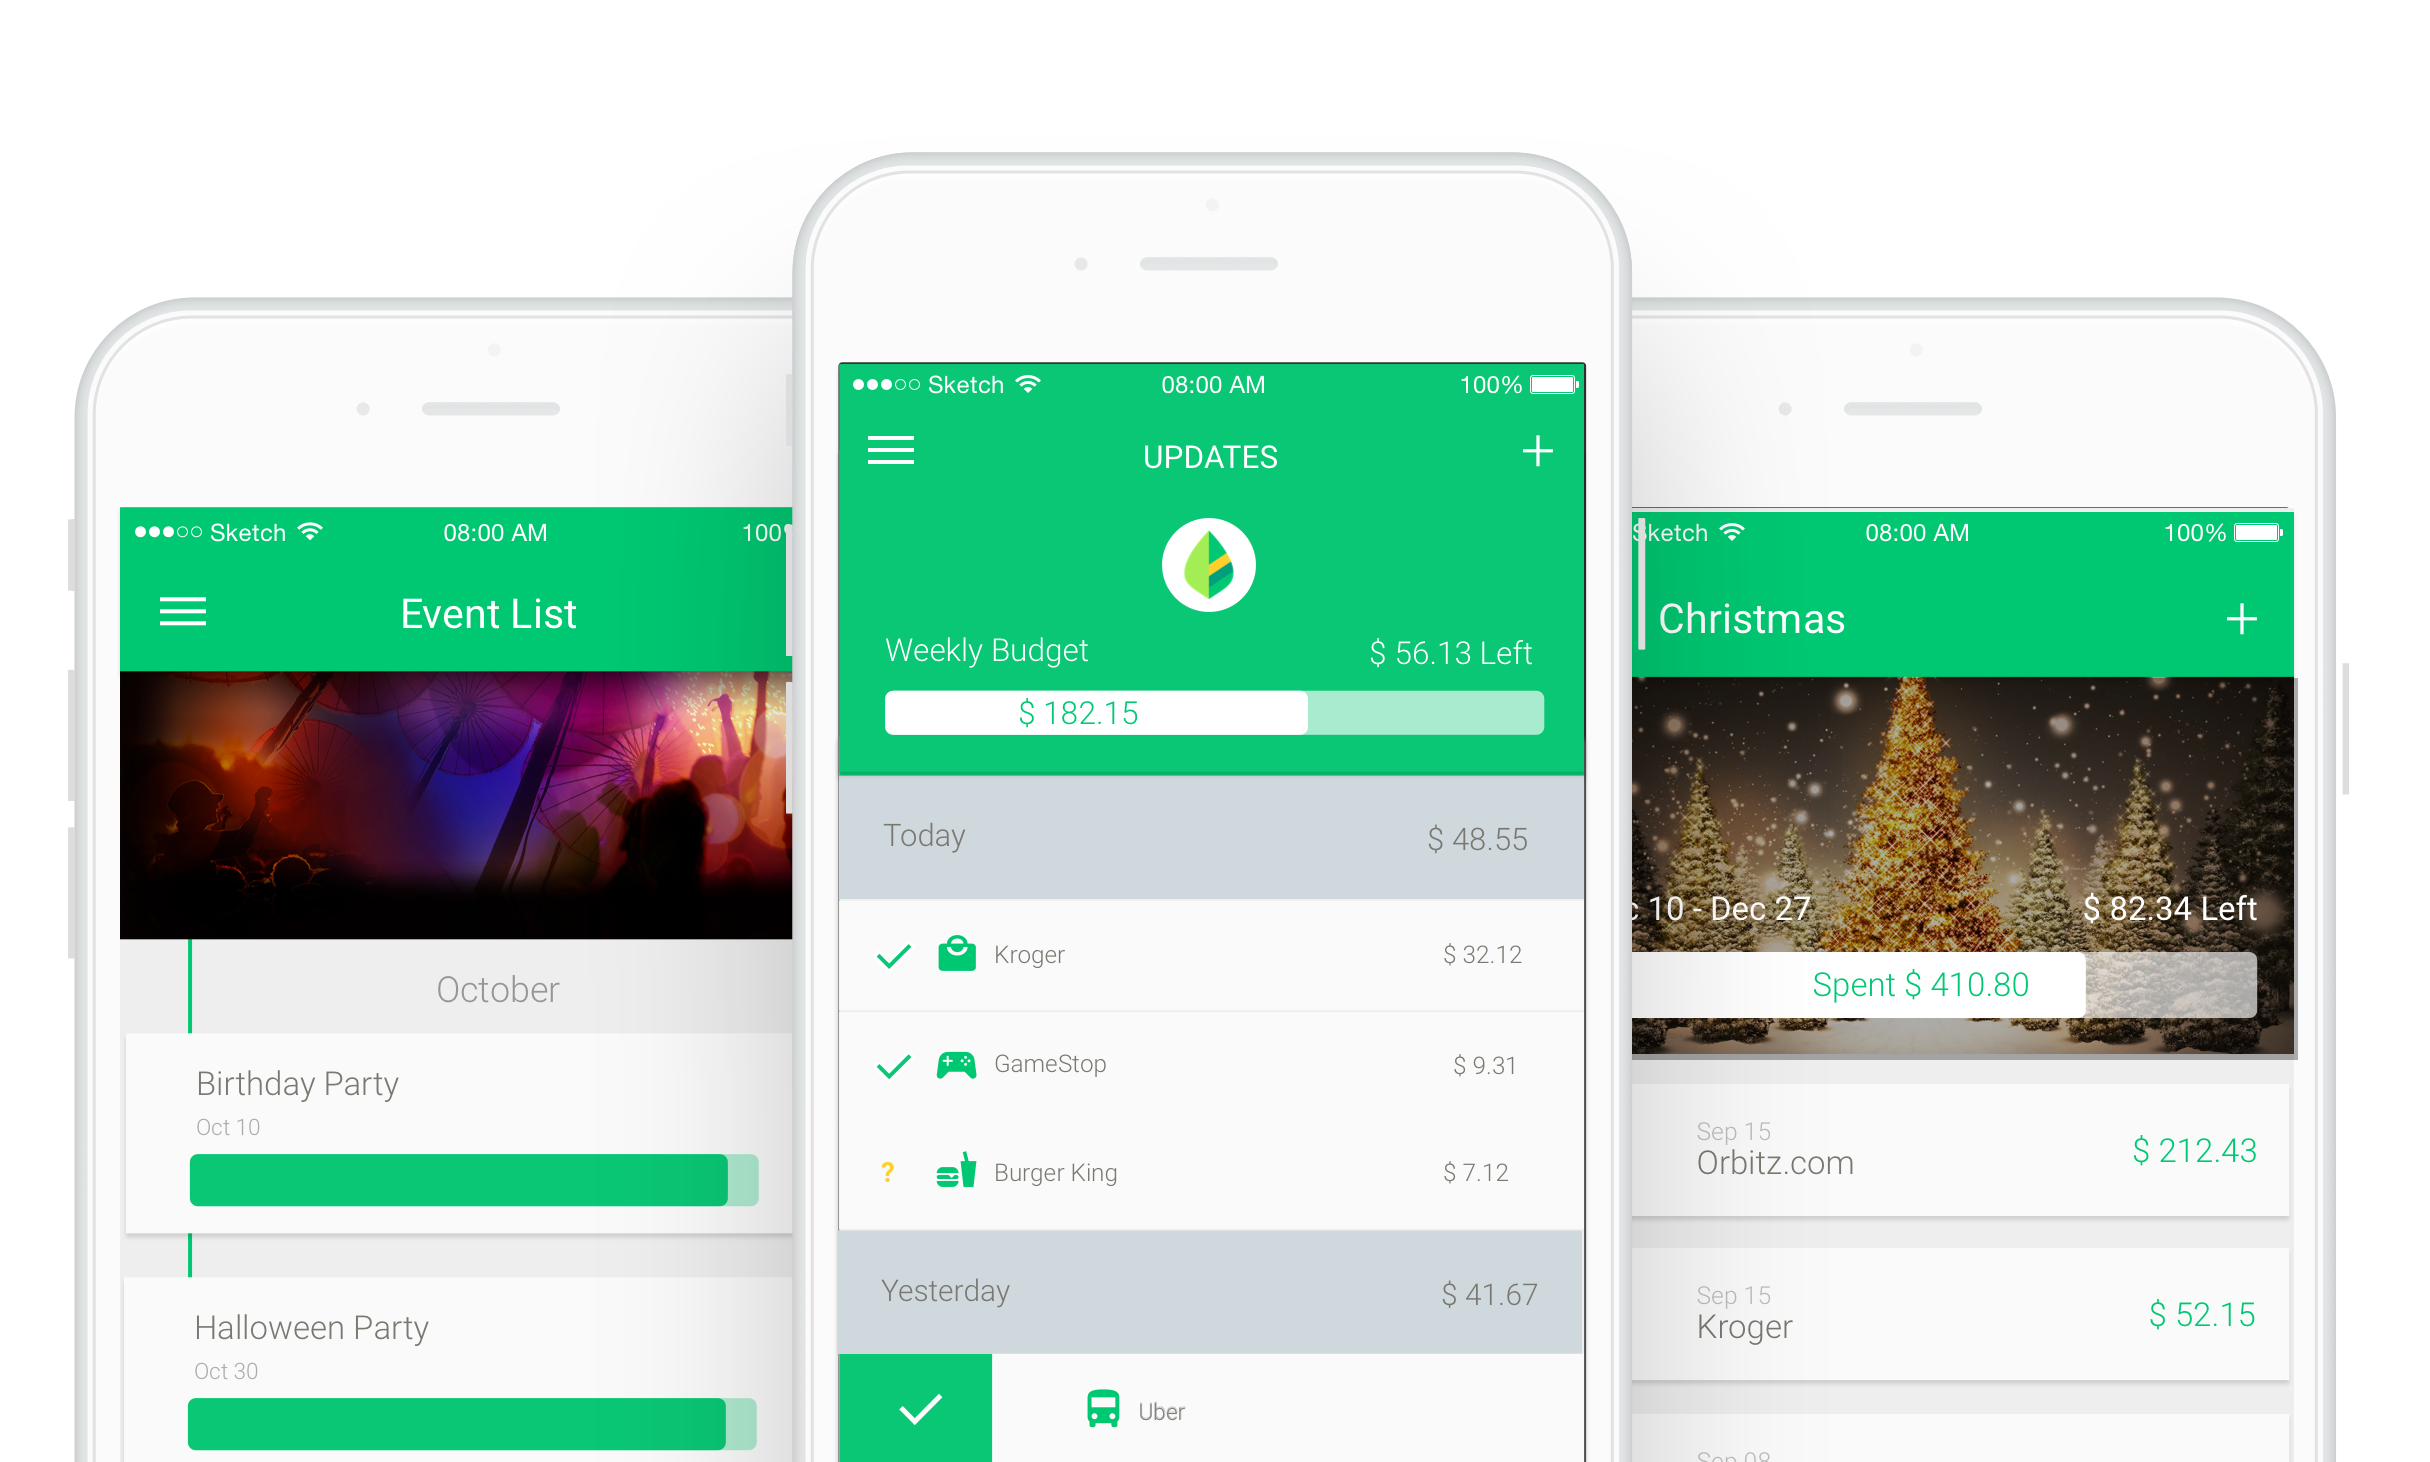 Sketch 08:00 AM 100%
Event List
October
Birthday Party
Oct 10
Halloween Party
Oct 30
Sketch 08:00 AM 100%
UPDATES
Weekly Budget $ 56.13 Left
$ 182.15
Today $ 48.55
Kroger $ 32.12
GameStop $ 9.31
? Burger King $ 7.12
Yesterday $ 41.67
Uber
Sketch 08:00 AM 100%
Christmas
10 - Dec 27 $ 82.34 Left
Spent $ 410.80
Sep 15
Orbitz.com $ 212.43
Sep 15
Kroger $ 52.15
Sep 08